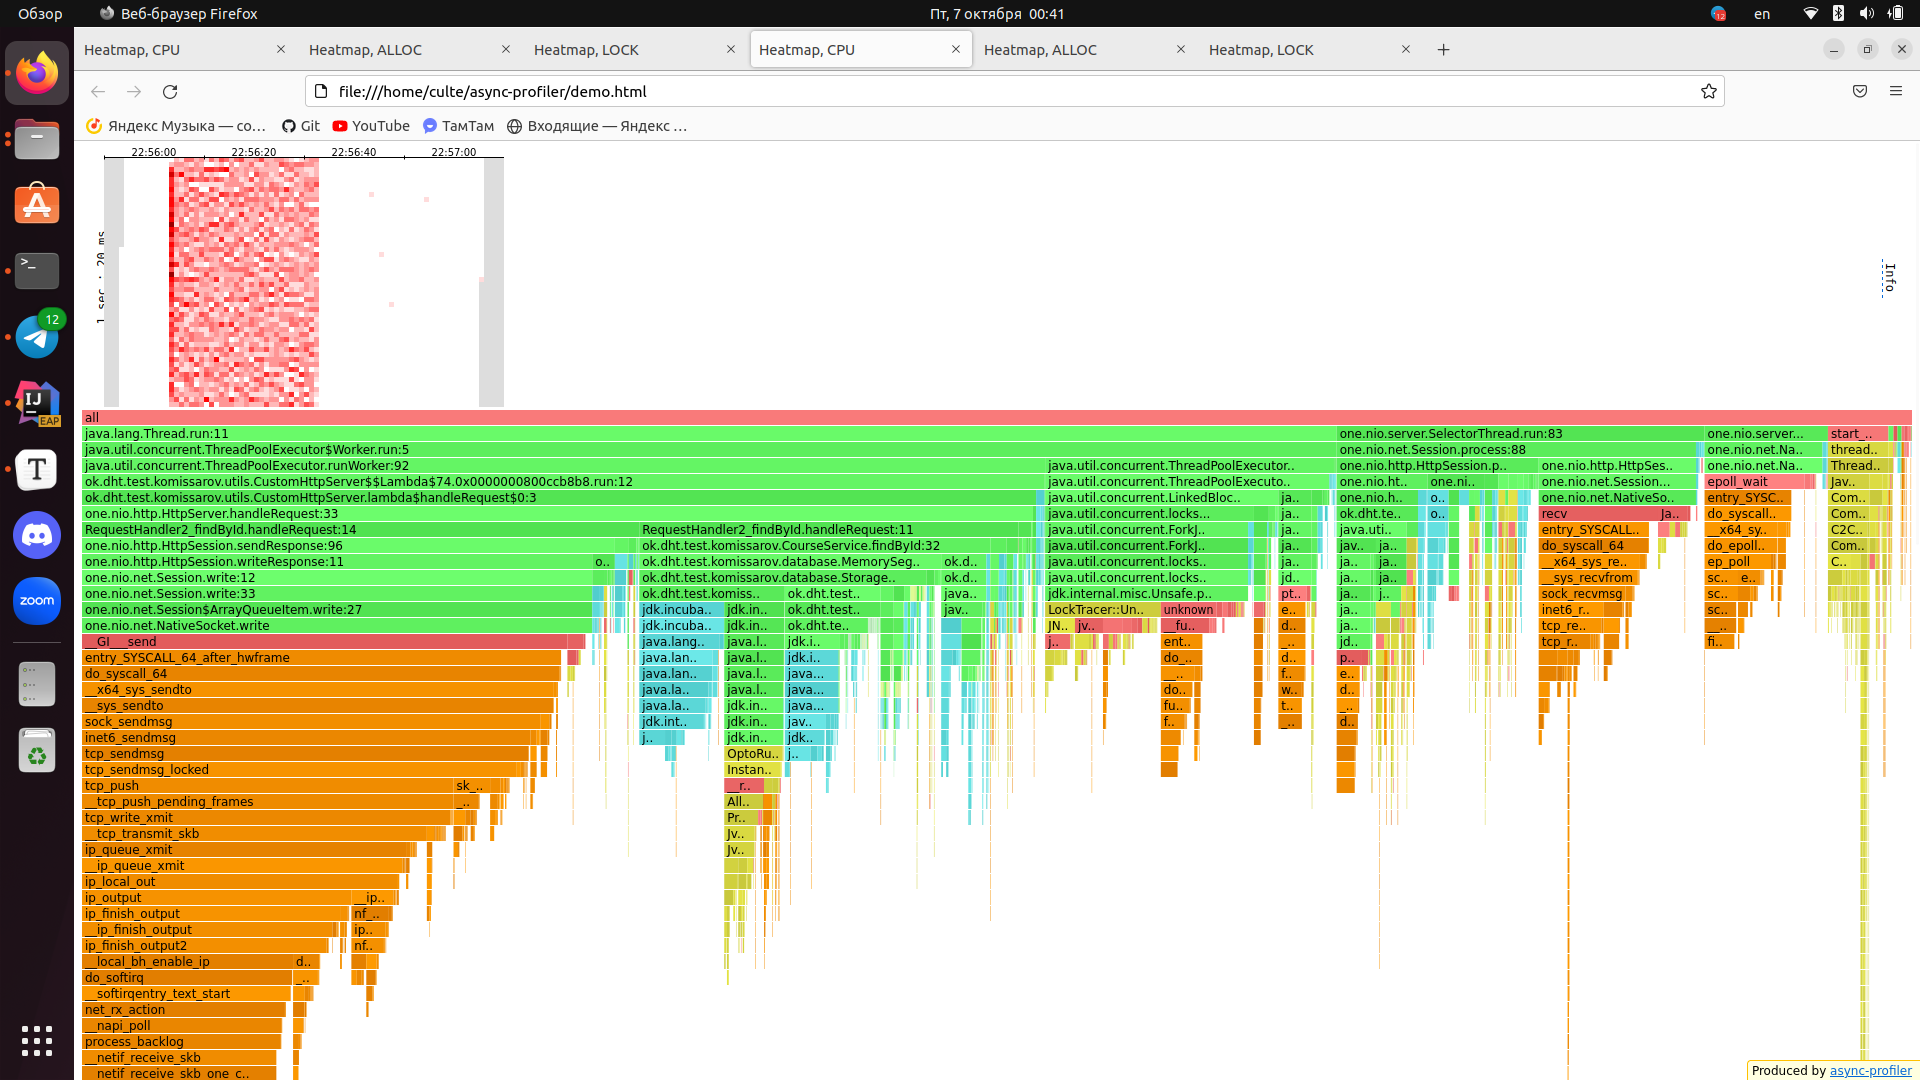 Обзор
Веб-браузер Firefox
Пт, 7 октября 00:41
12
en
Heatmap, CPU
Heatmap, ALLOC
Heatmap, LOCK
Heatmap, CPU
Heatmap, ALLOC
Heatmap, LOCK
file:///home/culte/async-profiler/demo.html
Яндекс Музыка — со…
Git
YouTube
ТамТам
Входящие — Яндекс …
22:56:00 22:56:20 22:56:40 22:57:00
1 sec · 20 ms
Info
12
IJ
EAP
T
zoom
all
java.lang.Thread.run:11 one.nio.server.SelectorThread.run:83 one.nio.server... start_..
java.util.concurrent.ThreadPoolExecutor$Worker.run:5 one.nio.net.Session.process:88 one.nio.net.Na.. thread..
java.util.concurrent.ThreadPoolExecutor.runWorker:92 java.util.concurrent.ThreadPoolExecutor.. one.nio.http.HttpSession.p.. one.nio.http.HttpSes.. one.nio.net.Na.. Thread..
ok.dht.test.komissarov.utils.CustomHttpServer$$Lambda$74.0x0000000800ccb8b8.run:12 java.util.concurrent.ThreadPoolExecuto.. one.nio.ht.. one.ni.. one.nio.net.Session... epoll_wait Jav..
ok.dht.test.komissarov.utils.CustomHttpServer.lambda$handleRequest$0:3 java.util.concurrent.LinkedBloc.. ja.. one.nio.h.. o.. one.nio.net.NativeSo.. entry_SYSC.. Com..
one.nio.http.HttpServer.handleRequest:33 java.util.concurrent.locks... ja.. ok.dht.te.. o.. recv Ja.. do_syscall.. Com..
RequestHandler2_findById.handleRequest:14 RequestHandler2_findById.handleRequest:11 java.util.concurrent.ForkJ.. ja.. java.uti.. entry_SYSCALL.. __x64_sy.. C2C..
one.nio.http.HttpSession.sendResponse:96 ok.dht.test.komissarov.CourseService.findById:32 java.util.concurrent.ForkJ.. ja.. jav.. ja.. do_syscall_64 do_epoll.. Com..
one.nio.http.HttpSession.writeResponse:11 o.. ok.dht.test.komissarov.database.MemorySeg.. ok.d.. java.util.concurrent.locks.. ja.. ja.. ja.. __x64_sys_re.. ep_poll C..
one.nio.net.Session.write:12 ok.dht.test.komissarov.database.Storage.. ok.d.. java.util.concurrent.locks.. jd.. ja.. ja.. __sys_recvfrom sc.. e..
one.nio.net.Session.write:33 ok.dht.test.komiss.. ok.dht.test.. java.. jdk.internal.misc.Unsafe.p.. pt.. ja.. j.. sock_recvmsg sc..
one.nio.net.Session$ArrayQueueItem.write:27 jdk.incuba.. jdk.in.. ok.dht.test.. jav.. LockTracer::Un.. unknown e.. ja.. inet6_r.. sc..
one.nio.net.NativeSocket.write jdk.incuba.. jdk.in.. ok.dht.te.. JN.. jv.. __fu.. d.. ja.. tcp_re.. __..
__GI___send java.lang.. java.l.. jdk.i.. j.. ent.. _.. jd.. tcp_r.. fi..
entry_SYSCALL_64_after_hwframe java.lan.. java.l.. jdk.i.. do_.. d.. p..
do_syscall_64 java.lan.. java.l.. java... __.. f.. e..
__x64_sys_sendto java.la.. java.l.. java... do.. w.. d..
__sys_sendto java.la.. jdk.in.. java... fu.. t.. _..
sock_sendmsg jdk.int.. jdk.in.. jav.. f.. _.. d..
inet6_sendmsg j.. jdk.in.. jdk..
tcp_sendmsg OptoRu.. j..
tcp_sendmsg_locked Instan..
tcp_push sk_.. __r..
__tcp_push_pending_frames _.. All..
tcp_write_xmit Pr..
__tcp_transmit_skb Jv..
ip_queue_xmit Jv..
__ip_queue_xmit
ip_local_out
ip_output __ip..
ip_finish_output nf_..
__ip_finish_output ip..
ip_finish_output2 nf..
__local_bh_enable_ip d..
do_softirq _..
__softirqentry_text_start
net_rx_action
__napi_poll
process_backlog
__netif_receive_skb
__netif_receive_skb_one_c..
Produced by async-profiler